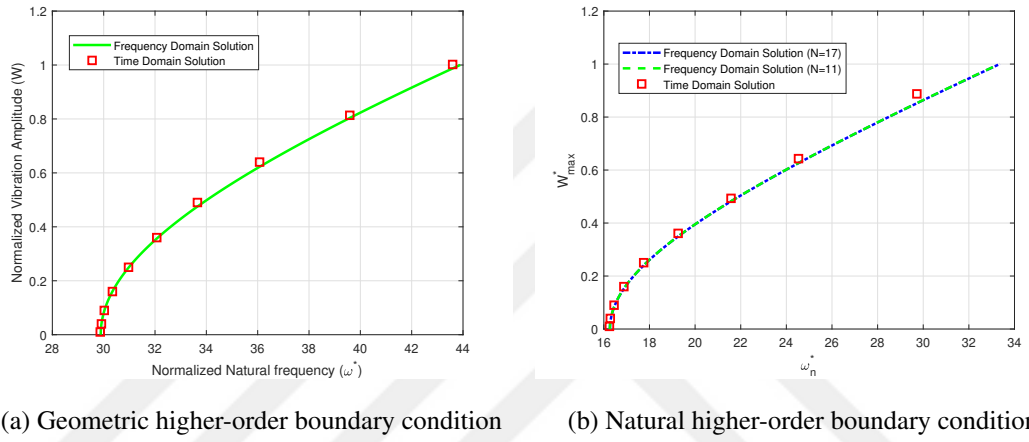 1.2
1
0.8
0.6
0.4
0.2
0
Normalized Vibration Amplitude (W)
Frequency Domain Solution
Time Domain Solution
28 30 32 34 36 38 40 42 44
Normalized Natural frequency (ω*)
(a) Geometric higher-order boundary condition
1.2
1
0.8
0.6
0.4
0.2
0
W*max
Frequency Domain Solution (N=17)
Frequency Domain Solution (N=11)
Time Domain Solution
16 18 20 22 24 26 28 30 32 34
ω*n
(b) Natural higher-order boundary condition